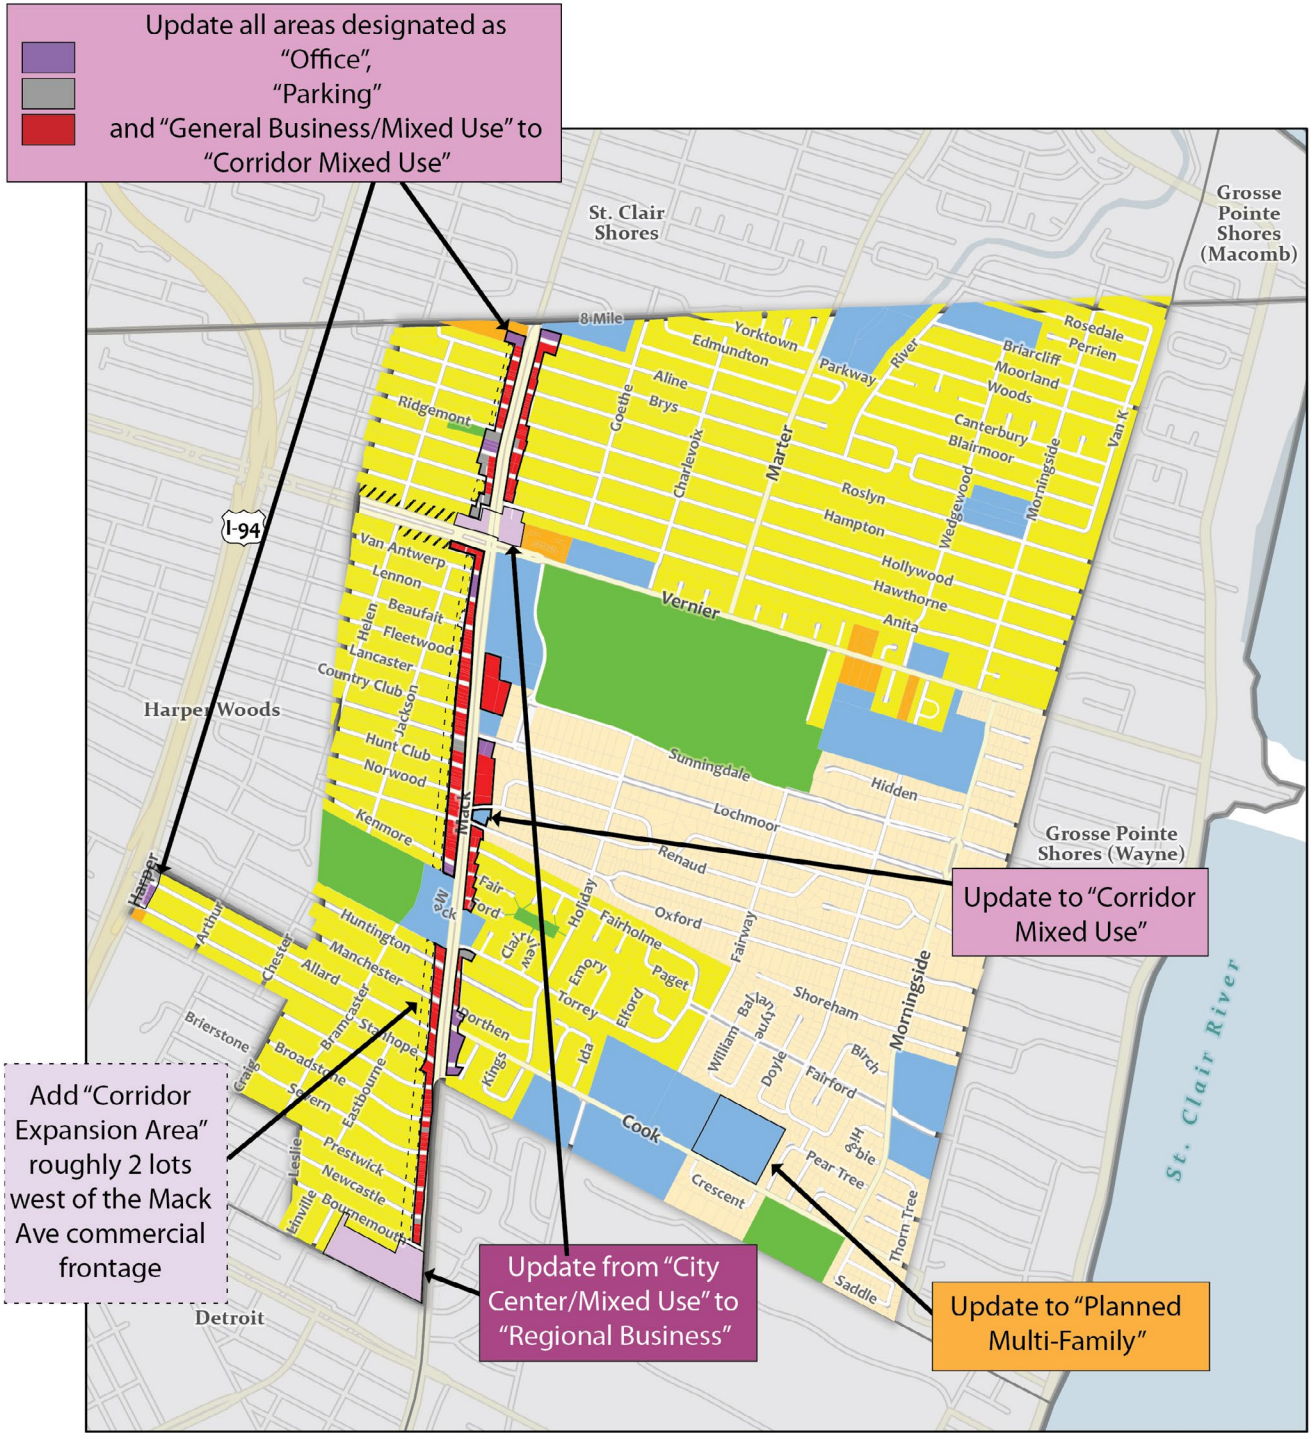 Update all areas designated as
“Office”,
“Parking”
and “General Business/Mixed Use” to
“Corridor Mixed Use”
St. Clair
Shores
Grosse
Pointe
Shores
(Macomb)
8 Mile
Yorktown
Edmundton
Parkway
River
Rosedale
Perrien
Briarcliff
Moorland
Woods
Aline
Brys
Goethe
Ridgemont
Charlevoix
Marter
Canterbury
Blairmoor
Van K
Morningside
Wedgewood
Roslyn
Hampton
I-94
Van Antwerp
Lennon
Beaufait
Fleetwood
Helen
Lancaster
Country Club
Jackson
Hollywood
Hawthorne
Anita
Vernier
Harper Woods
Hunt Club
Norwood
Mack
Kenmore
Sunningdale
Hidden
Lochmoor
Renaud
Grosse Pointe
Shores (Wayne)
Update to “Corridor
Mixed Use”
Harper
Arthur
Chester
Mack
Fair
Ford
Clairview
Holiday
Fairholme
Oxford
Fairway
Huntington
Manchester
Allard
Emory
Paget
Torrey
Elford
Ballantyne
Shoreham
Morningside
Bramcaster
Stanhope
Dorthen
Brierstone
Craig
Broadstone
Severn
Eastbourne
Kings
Ida
William
Doyle
Birch
Fairford
St. Clair River
Add “Corridor
Expansion Area”
roughly 2 lots
west of the Mack
Ave commercial
frontage
Leslie
Prestwick
Newcastle
Bournemouth
Linville
Cook
Crescent
Higbie
Pear Tree
Thorn Tree
Saddle
Detroit
Update from “City
Center/Mixed Use” to
“Regional Business”
Update to “Planned
Multi-Family”